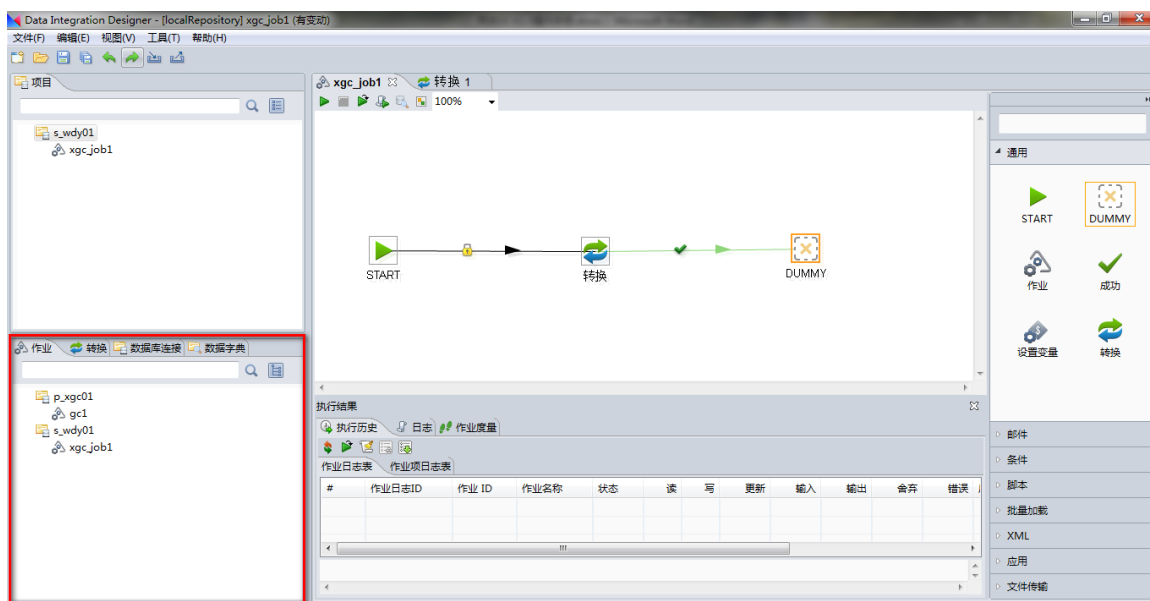 Data Integration Designer - [localRepository] xgc_job1 (有变动)
文件(F) 编辑(E) 视图(V) 工具(T) 帮助(H)
项目
s_wdy01
xgc_job1
作业 转换 数据库连接 数据字典
p_xgc01
gc1
s_wdy01
xgc_job1
xgc_job1 转换 1
100%
START 转换 DUMMY
执行结果
执行历史 日志 作业度量
作业日志表 作业项日志表
# 作业日志ID 作业 ID 作业名称 状态 读 写 更新 输入 输出 舍弃 错误
通用
START DUMMY
作业 成功
设置变量 转换
邮件
条件
脚本
批量加载
XML
应用
文件传输